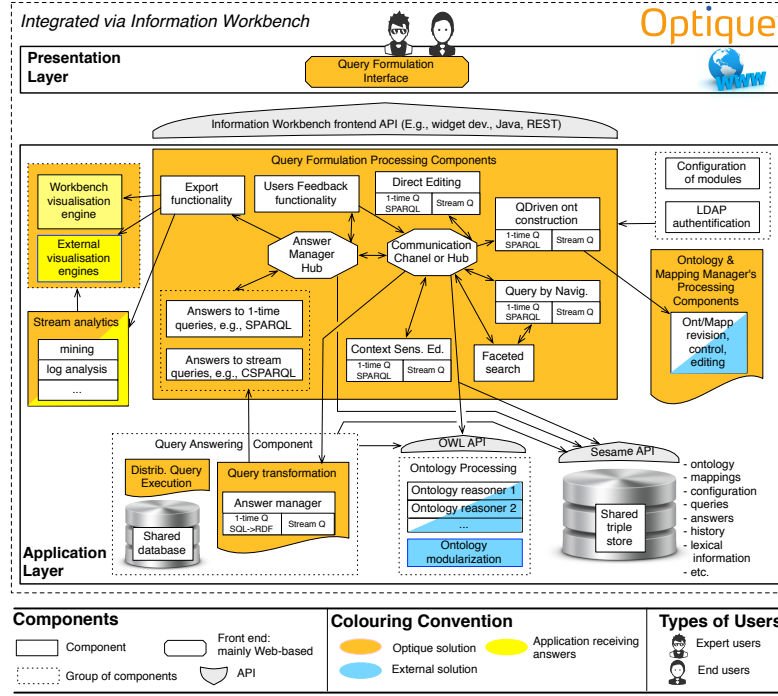 Integrated via Information Workbench
Optique
Presentation
Layer
Query Formulation
Interface
WWW
Information Workbench frontend API (E.g., widget dev., Java, REST)
Query Formulation Processing Components
Workbench
visualisation
engine
External
visualisation
engines
Export
functionality
Users Feedback
functionality
Direct Editing
1-time Q
SPARQL
Stream Q
QDriven ont
construction
1-time Q
SPARQL
Stream Q
Configuration
of modules
LDAP
authentification
Answer
Manager
Hub
Communication
Chanel or Hub
Ontology &
Mapping Manager's
Processing
Components
Ont/Mapp
revision,
control,
editing
Query by Navig.
1-time Q
SPARQL
Stream Q
Stream analytics
mining
log analysis
...
Answers to 1-time
queries, e.g., SPARQL
Answers to stream
queries, e.g., CSPARQL
Context Sens. Ed.
1-time Q
SPARQL
Stream Q
Faceted
search
Query Answering Component
OWL API
Sesame API
Distrib. Query
Execution
Shared
database
Query transformation
Answer manager
1-time Q
SQL->RDF
Stream Q
Ontology Processing
Ontology reasoner 1
Ontology reasoner 2
...
Ontology
modularization
Shared
triple
store
- ontology
- mappings
- configuration
- queries
- answers
- history
- lexical
information
- etc.
Application
Layer
Components
Component
Front end:
mainly Web-based
Group of components
API
Colouring Convention
Optique solution
Application receiving
answers
External solution
Types of Users
Expert users
End users